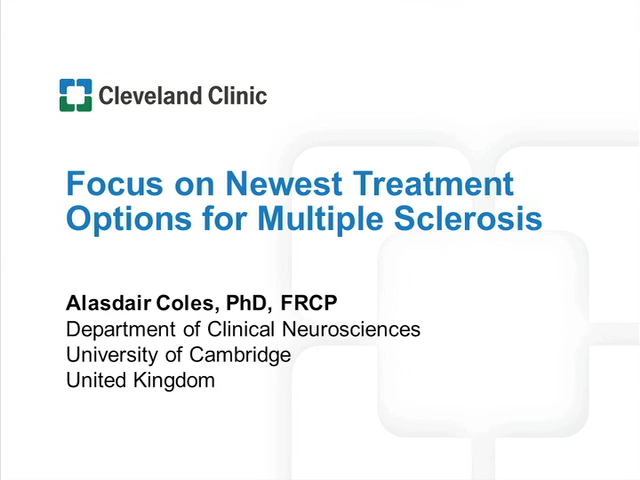 Cleveland Clinic
Focus on Newest Treatment
Options for Multiple Sclerosis
Alasdair Coles, PhD, FRCP
Department of Clinical Neurosciences
University of Cambridge
United Kingdom